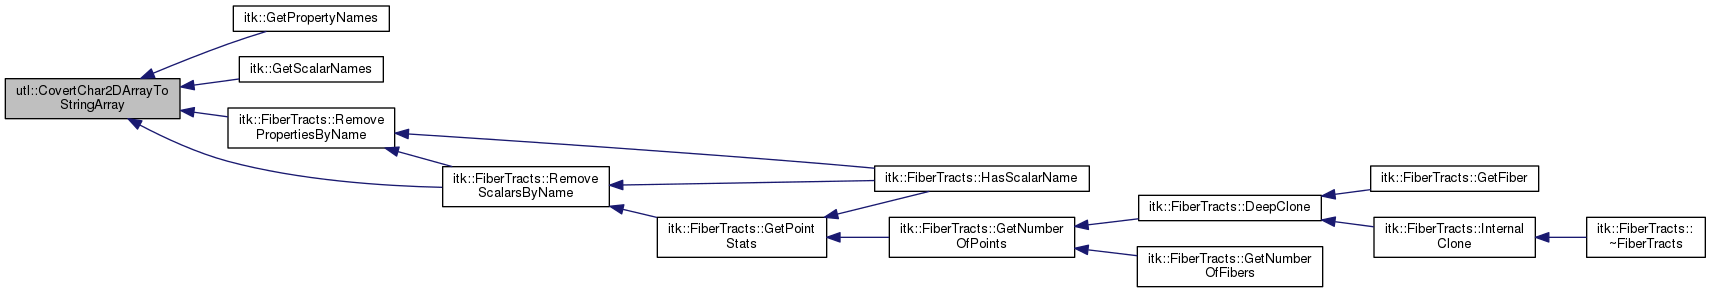 itk::GetPropertyNames
itk::GetScalarNames
utl::CovertChar2DArrayTo
StringArray
itk::FiberTracts::Remove
PropertiesByName
itk::FiberTracts::Remove
ScalarsByName
itk::FiberTracts::HasScalarName
itk::FiberTracts::GetPoint
Stats
itk::FiberTracts::GetNumber
OfPoints
itk::FiberTracts::DeepClone
itk::FiberTracts::GetNumber
OfFibers
itk::FiberTracts::GetFiber
itk::FiberTracts::Internal
Clone
itk::FiberTracts::
~FiberTracts